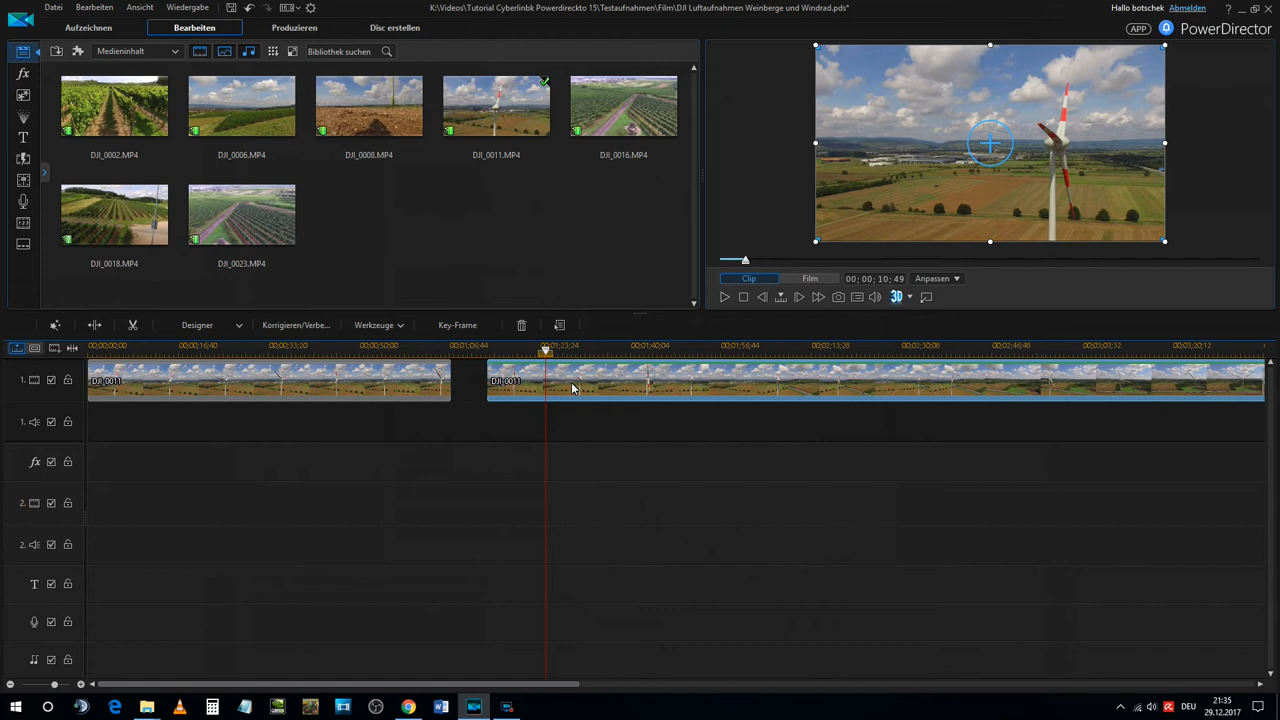 Datei Bearbeiten Ansicht Wiedergabe
K:\Videos\Tutorial Cyberlinbk Powerdireckto 15\Testaufnahmen\Film\DJI Luftaufnahmen Weinberge und Windrad.pds*
Hallo botschek Abmelden
Aufzeichnen Bearbeiten Produzieren Disc erstellen
APP PowerDirector
Medieninhalt Bibliothek suchen
DJI_0002.MP4 DJI_0006.MP4 DJI_0008.MP4 DJI_0011.MP4 DJI_0016.MP4
DJI_0018.MP4 DJI_0023.MP4
Clip Film 00; 00; 10; 49 Anpassen
3D
Designer Korrigieren/Verbe... Werkzeuge Key-Frame
00;00;00;00 00;00;16;40 00;00;33;20 00;00;50;00 00;01;06;44 00;01;23;24 00;01;40;04 00;01;56;44 00;02;13;28 00;02;30;08 00;02;46;48 00;03;03;32 00;03;20;12
1. DJI_0011 DJI_0011
1.
fx
2.
2.
T
DEU
21:35
29.12.2017